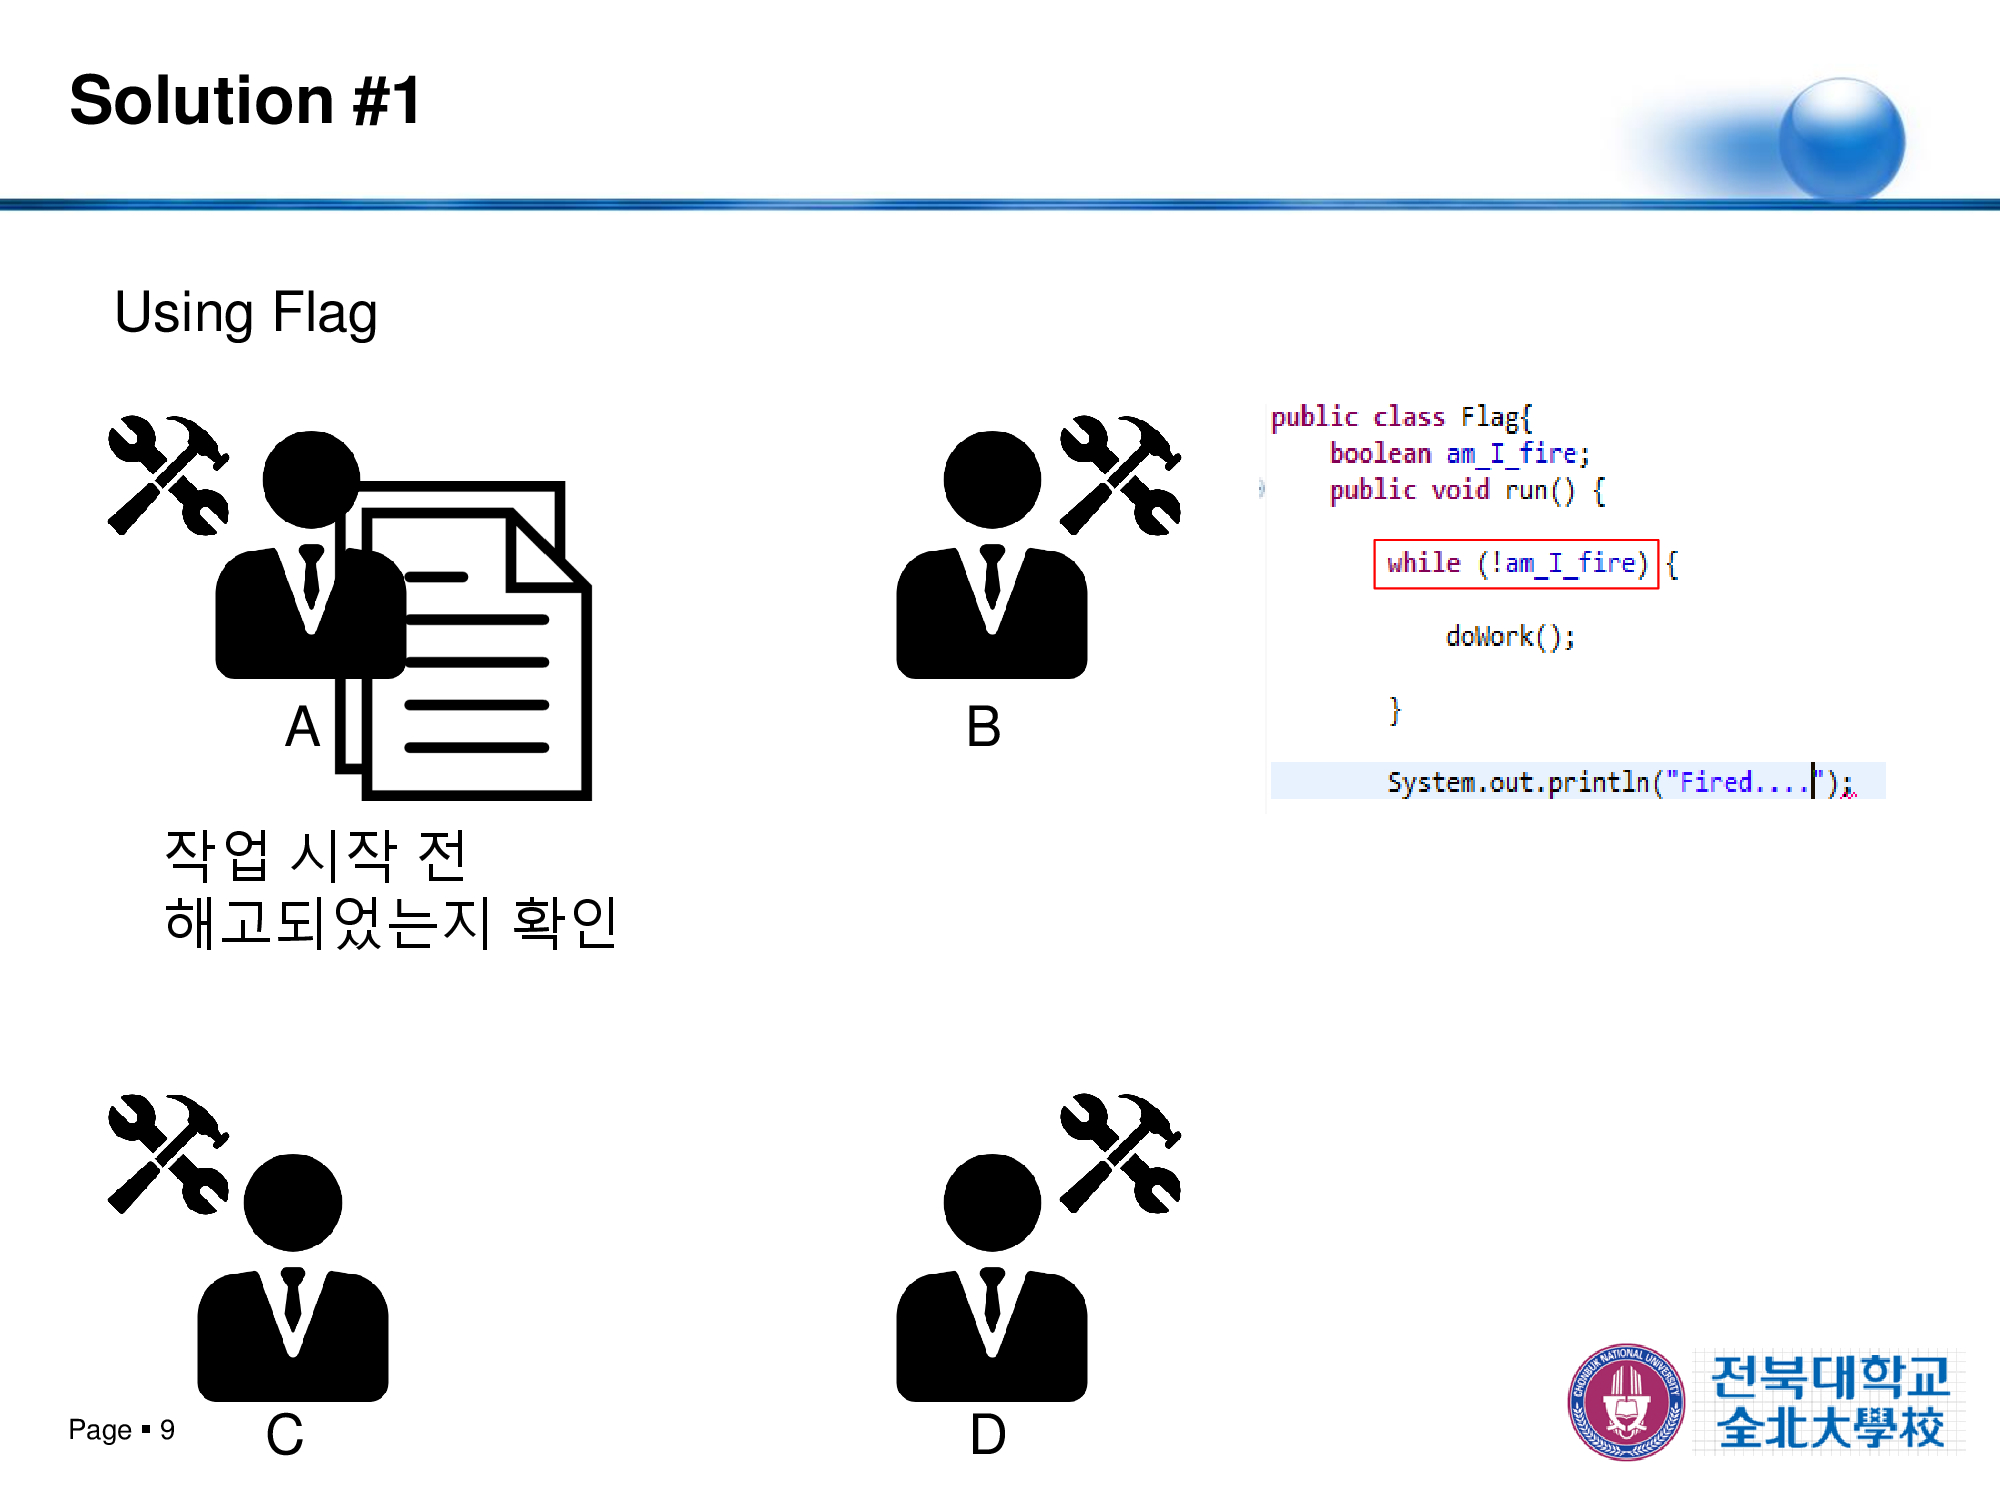 Solution #1
Using Flag
public class Flag{
boolean am_I_fire;
public void run() {
while (!am_I_fire) {
doWork();
}
System.out.println("Fired....");
A
B
작업 시작 전
해고되었는지 확인
C
D
Page ▪ 9
CHONBUK NATIONAL UNIVERSITY
전북대학교
全北大學校